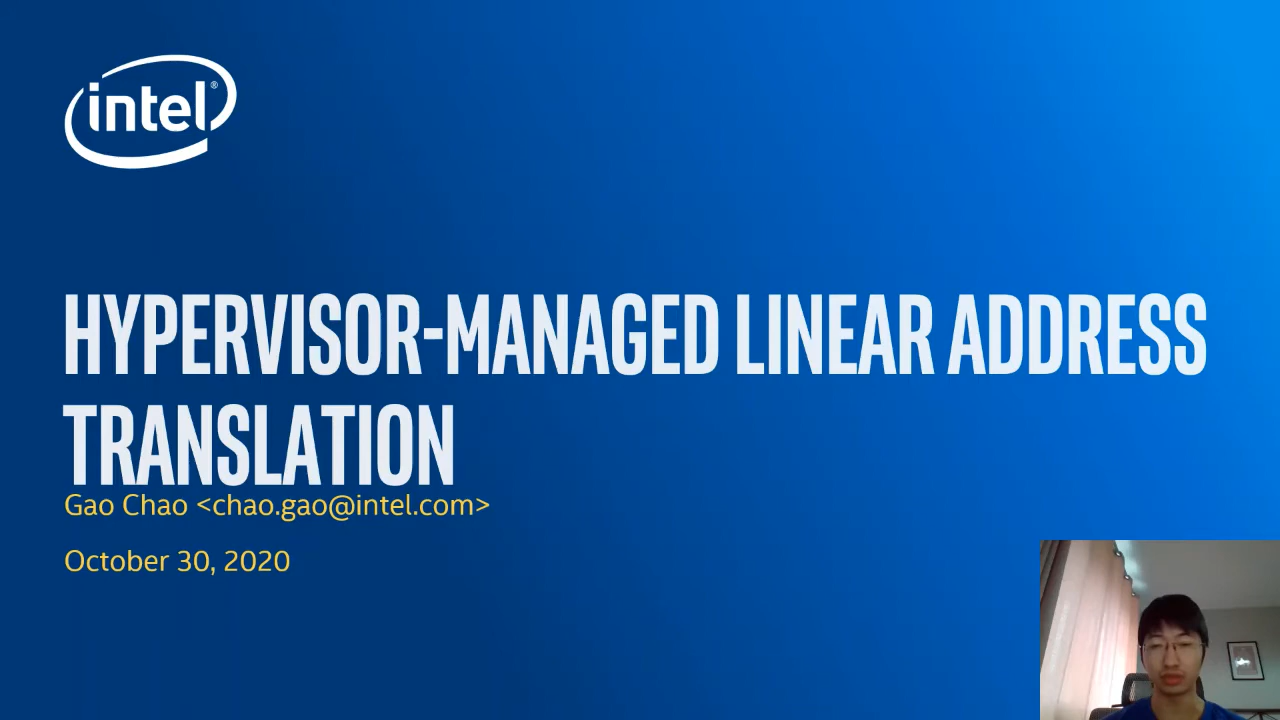 intel®
HYPERVISOR-MANAGED LINEAR ADDRESS
TRANSLATION
Gao Chao <chao.gao@intel.com>
October 30, 2020